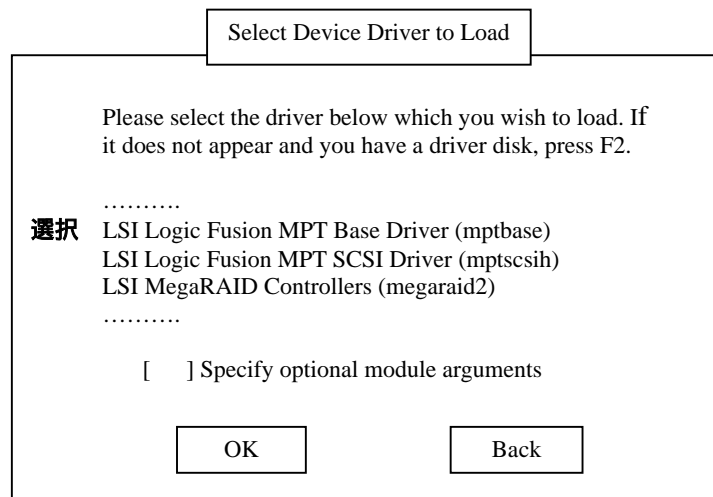 Select Device Driver to Load
Please select the driver below which you wish to load. If
it does not appear and you have a driver disk, press F2.
……….
選択 LSI Logic Fusion MPT Base Driver (mptbase)
LSI Logic Fusion MPT SCSI Driver (mptscsih)
LSI MegaRAID Controllers (megaraid2)
……….
[ ] Specify optional module arguments
OK Back